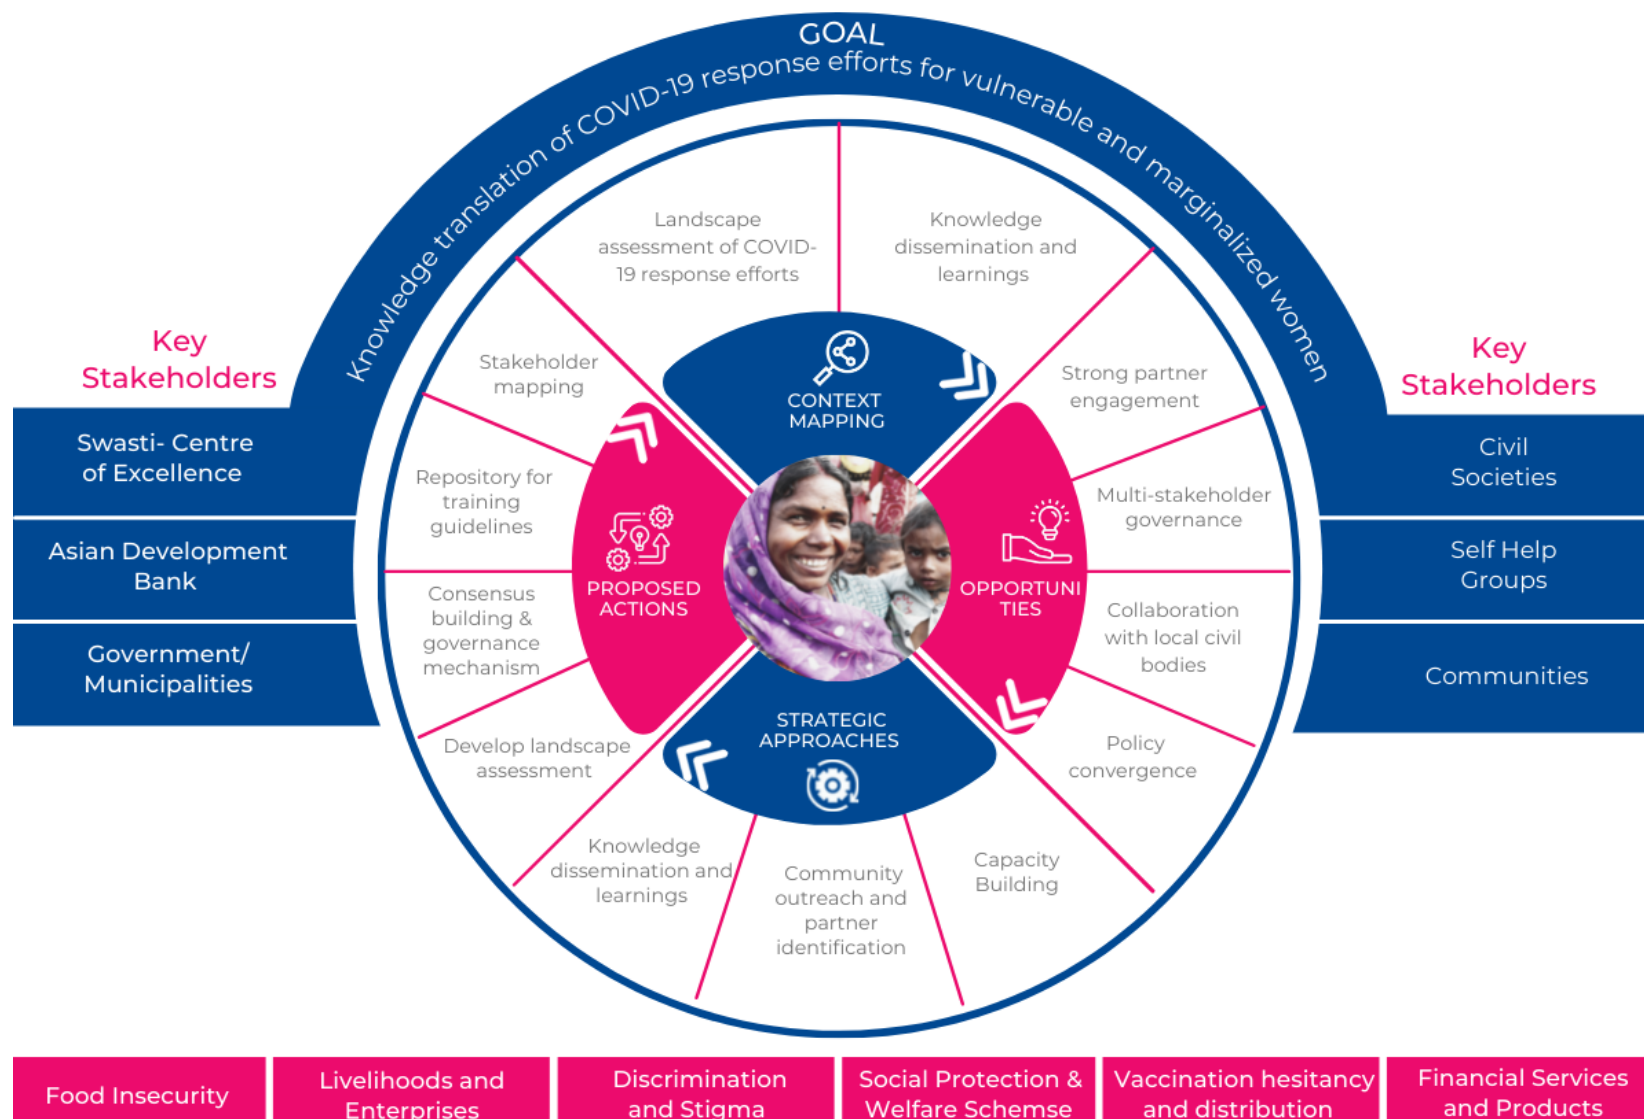 GOAL
Knowledge translation of COVID-19 response efforts for vulnerable and marginalized women
Key
Stakeholders
Swasti- Centre
of Excellence
Asian Development
Bank
Government/
Municipalities
Key
Stakeholders
Civil
Societies
Self Help
Groups
Communities
CONTEXT
MAPPING
Landscape
assessment of COVID-
19 response efforts
Knowledge
dissemination and
learnings
OPPORTUNI
TIES
Strong partner
engagement
Multi-stakeholder
governance
Collaboration
with local civil
bodies
Policy
convergence
STRATEGIC
APPROACHES
Capacity
Building
Community
outreach and
partner
identification
Knowledge
dissemination and
learnings
PROPOSED
ACTIONS
Develop landscape
assessment
Consensus
building &
governance
mechanism
Repository for
training
guidelines
Stakeholder
mapping
Food Insecurity
Livelihoods and
Enterprises
Discrimination
and Stigma
Social Protection &
Welfare Schemse
Vaccination hesitancy
and distribution
Financial Services
and Products